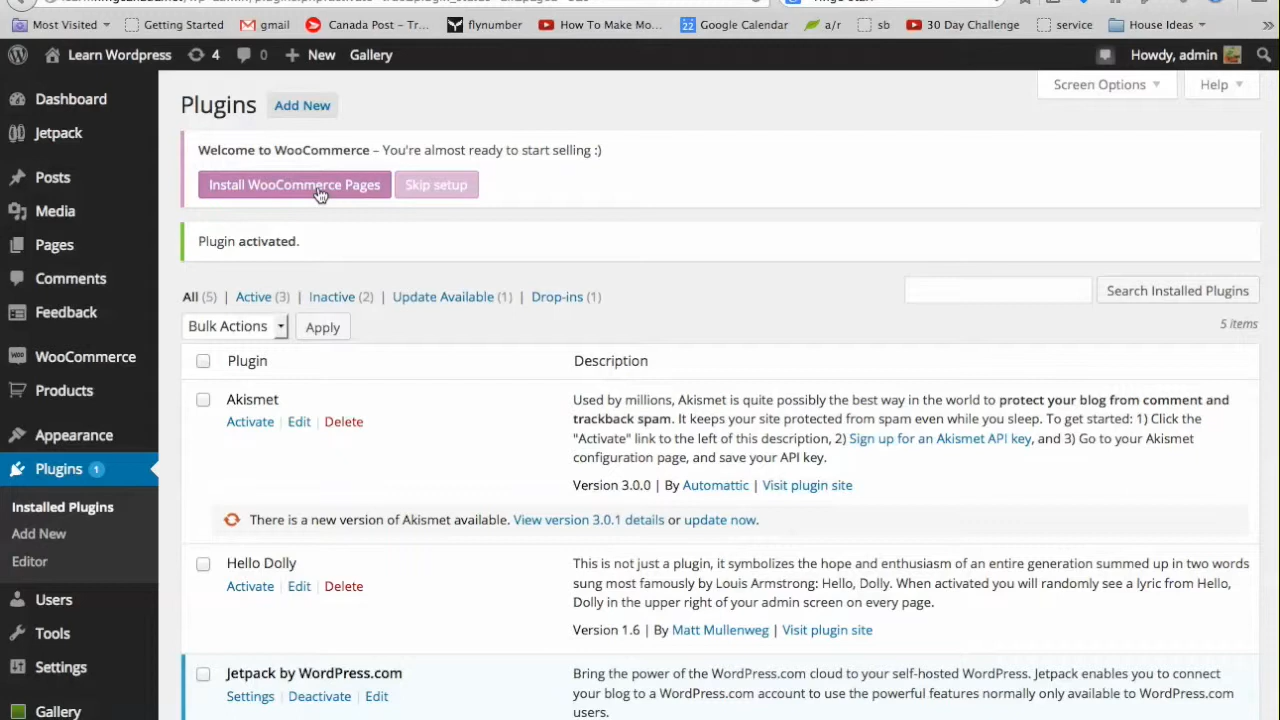 Most Visited Getting Started gmail Canada Post – Tr... flynumber How To Make Mo... Google Calendar a/r sb 30 Day Challenge service House Ideas
Learn Wordpress 4 0 New Gallery Howdy, admin
Screen Options Help
Dashboard
Jetpack
Posts
Media
Pages
Comments
Feedback
WooCommerce
Products
Appearance
Plugins 1
Installed Plugins
Add New
Editor
Users
Tools
Settings
Gallery
Plugins Add New
Welcome to WooCommerce – You're almost ready to start selling :)
Install WooCommerce Pages Skip setup
Plugin activated.
All (5) | Active (3) | Inactive (2) | Update Available (1) | Drop-ins (1)
Search Installed Plugins
Bulk Actions Apply
5 items
Plugin Description
Akismet
Activate | Edit | Delete
Used by millions, Akismet is quite possibly the best way in the world to protect your blog from comment and
trackback spam. It keeps your site protected from spam even while you sleep. To get started: 1) Click the
"Activate" link to the left of this description, 2) Sign up for an Akismet API key, and 3) Go to your Akismet
configuration page, and save your API key.
Version 3.0.0 | By Automattic | Visit plugin site
There is a new version of Akismet available. View version 3.0.1 details or update now.
Hello Dolly
Activate | Edit | Delete
This is not just a plugin, it symbolizes the hope and enthusiasm of an entire generation summed up in two words
sung most famously by Louis Armstrong: Hello, Dolly. When activated you will randomly see a lyric from Hello,
Dolly in the upper right of your admin screen on every page.
Version 1.6 | By Matt Mullenweg | Visit plugin site
Jetpack by WordPress.com
Settings | Deactivate | Edit
Bring the power of the WordPress.com cloud to your self-hosted WordPress. Jetpack enables you to connect
your blog to a WordPress.com account to use the powerful features normally only available to WordPress.com
users.